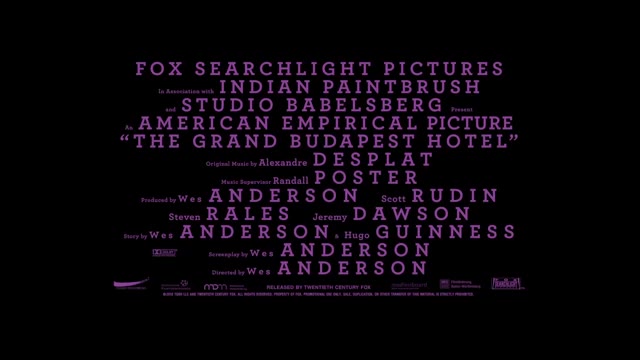 FOX SEARCHLIGHT PICTURES
In Association with INDIAN PAINTBRUSH
and STUDIO BABELSBERG Present
An AMERICAN EMPIRICAL PICTURE
“THE GRAND BUDAPEST HOTEL”
Original Music by Alexandre DESPLAT
Music Supervisor Randall POSTER
Produced by Wes ANDERSON Scott RUDIN
Steven RALES Jeremy DAWSON
Story by Wes ANDERSON & Hugo GUINNESS
Screenplay by Wes ANDERSON
Directed by Wes ANDERSON
RELEASED BY TWENTIETH CENTURY FOX